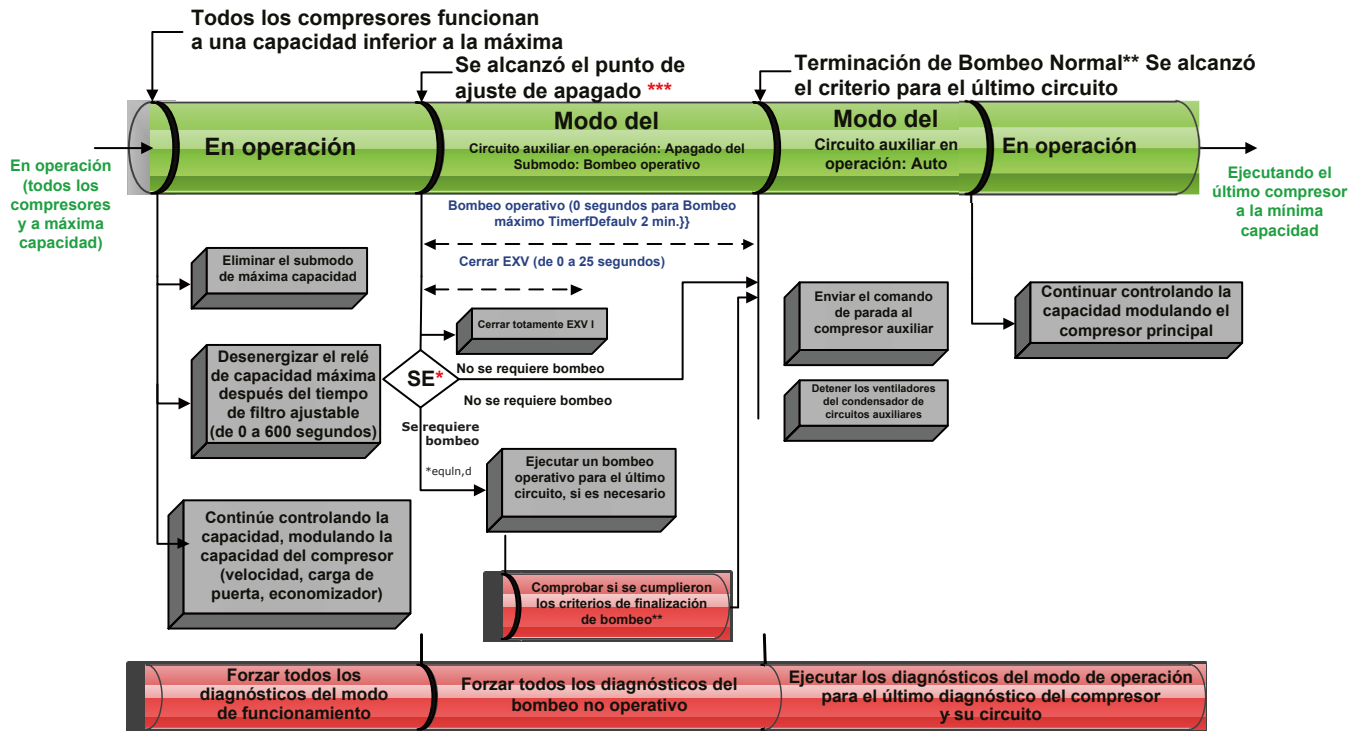 Todos los compresores funcionan
a una capacidad inferior a la máxima
Se alcanzó el punto de
ajuste de apagado ***
Terminación de Bombeo Normal** Se alcanzó
el criterio para el último circuito
En operación
(todos los
compresores
y a máxima
capacidad)
En operación
Modo del
Circuito auxiliar en operación: Apagado del
Submodo: Bombeo operativo
Modo del
Circuito auxiliar en
operación: Auto
En operación
Ejecutando el
último compresor
a la mínima
capacidad
Bombeo operativo (0 segundos para Bombeo
máximo TimerfDefaulv 2 min.}}
Cerrar EXV (de 0 a 25 segundos)
Eliminar el submodo
de máxima capacidad
Cerrar totamente EXV l
Enviar el comando
de parada al
compresor auxiliar
Continuar controlando la
capacidad modulando el
compresor principal
Desenergizar el relé
de capacidad máxima
después del tiempo
de filtro ajustable
(de 0 a 600 segundos)
SE*
No se requiere bombeo
No se requiere bombeo
Detener los ventiladores
del condensador de
circuitos auxiliares
Se requiere
bombeo
*equIn,d
Ejecutar un bombeo
operativo para el último
circuito, si es necesario
Continúe controlando la
capacidad, modulando la
capacidad del compresor
(velocidad, carga de
puerta, economizador)
Comprobar si se cumplieron
los criterios de finalización
de bombeo**
Forzar todos los
diagnósticos del modo
de funcionamiento
Forzar todos los diagnósticos del
bombeo no operativo
Ejecutar los diagnósticos del modo de operación
para el último diagnóstico del compresor
y su circuito